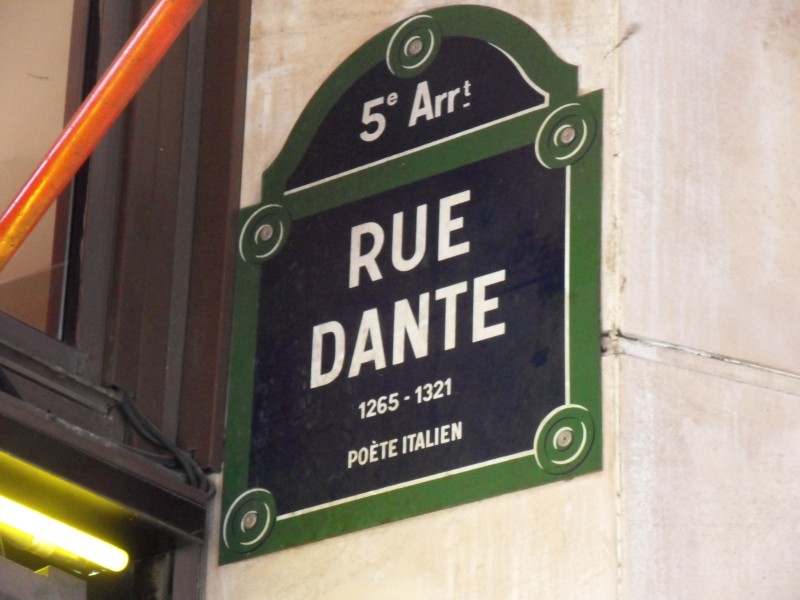 5e Arrt
RUE
DANTE
1265 - 1321
POÈTE ITALIEN